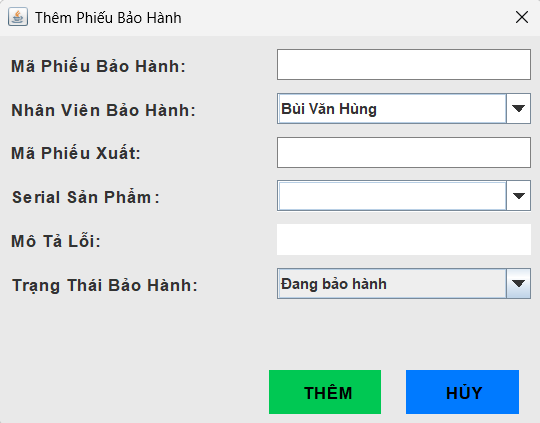 Thêm Phiếu Bảo Hành
Mã Phiếu Bảo Hành:
Nhân Viên Bảo Hành: Bùi Văn Hùng
Mã Phiếu Xuất:
Serial Sản Phẩm:
Mô Tả Lỗi:
Trạng Thái Bảo Hành: Đang bảo hành
THÊM HỦY